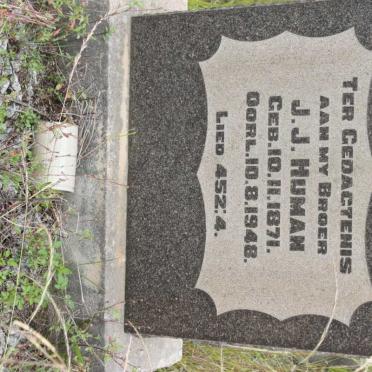 TER GEDAGTENIS
AAN MY BROER
J. J. HUMAN
GEB. 10. 11. 1871.
OORL. 10. 8. 1948.
LIED 452:4.